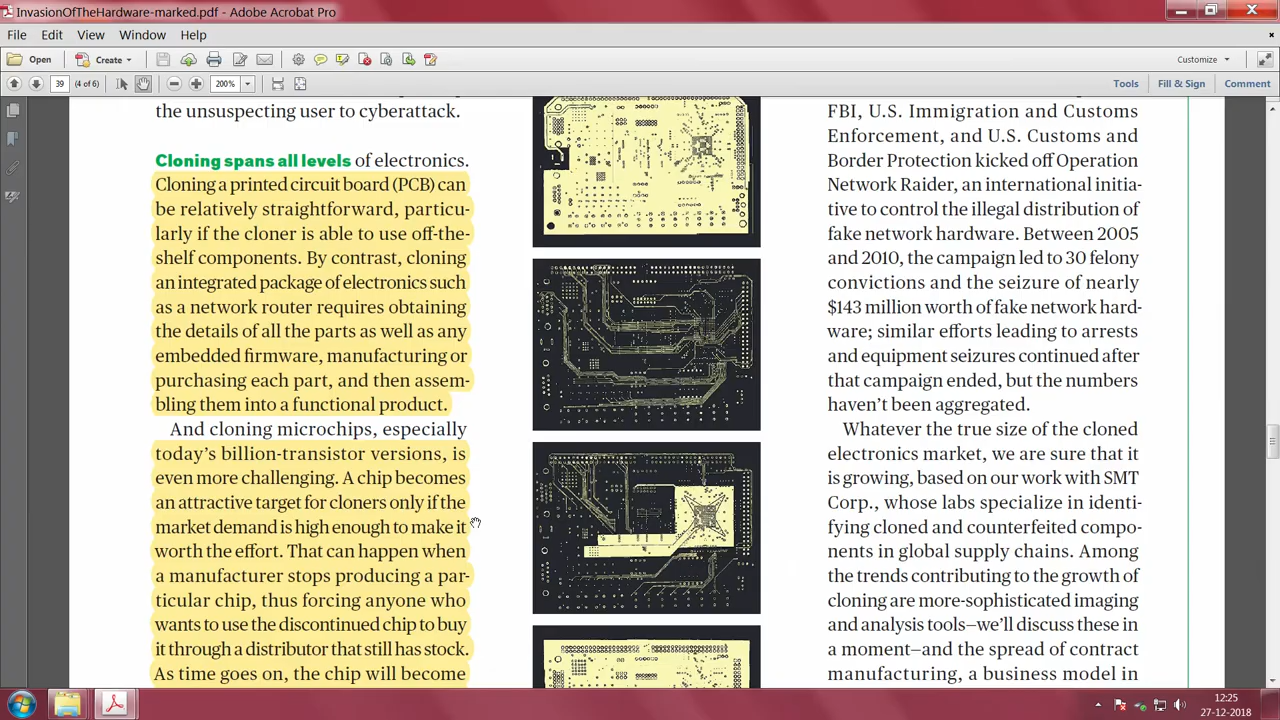 InvasionOfTheHardware-marked.pdf - Adobe Acrobat Pro
File Edit View Window Help
Open Create Customize
39 (4 of 6) 200% Tools Fill & Sign Comment
the unsuspecting user to cyberattack.
Cloning spans all levels of electronics.
Cloning a printed circuit board (PCB) can
be relatively straightforward, particu-
larly if the cloner is able to use off-the-
shelf components. By contrast, cloning
an integrated package of electronics such
as a network router requires obtaining
the details of all the parts as well as any
embedded firmware, manufacturing or
purchasing each part, and then assem-
bling them into a functional product.
And cloning microchips, especially
today's billion-transistor versions, is
even more challenging. A chip becomes
an attractive target for cloners only if the
market demand is high enough to make it
worth the effort. That can happen when
a manufacturer stops producing a par-
ticular chip, thus forcing anyone who
wants to use the discontinued chip to buy
it through a distributor that still has stock.
As time goes on, the chip will become
FBI, U.S. Immigration and Customs
Enforcement, and U.S. Customs and
Border Protection kicked off Operation
Network Raider, an international initia-
tive to control the illegal distribution of
fake network hardware. Between 2005
and 2010, the campaign led to 30 felony
convictions and the seizure of nearly
$143 million worth of fake network hard-
ware; similar efforts leading to arrests
and equipment seizures continued after
that campaign ended, but the numbers
haven't been aggregated.
Whatever the true size of the cloned
electronics market, we are sure that it
is growing, based on our work with SMT
Corp., whose labs specialize in identi-
fying cloned and counterfeited compo-
nents in global supply chains. Among
the trends contributing to the growth of
cloning are more-sophisticated imaging
and analysis tools—we'll discuss these in
a moment—and the spread of contract
manufacturing, a business model in
12:25
27-12-2018